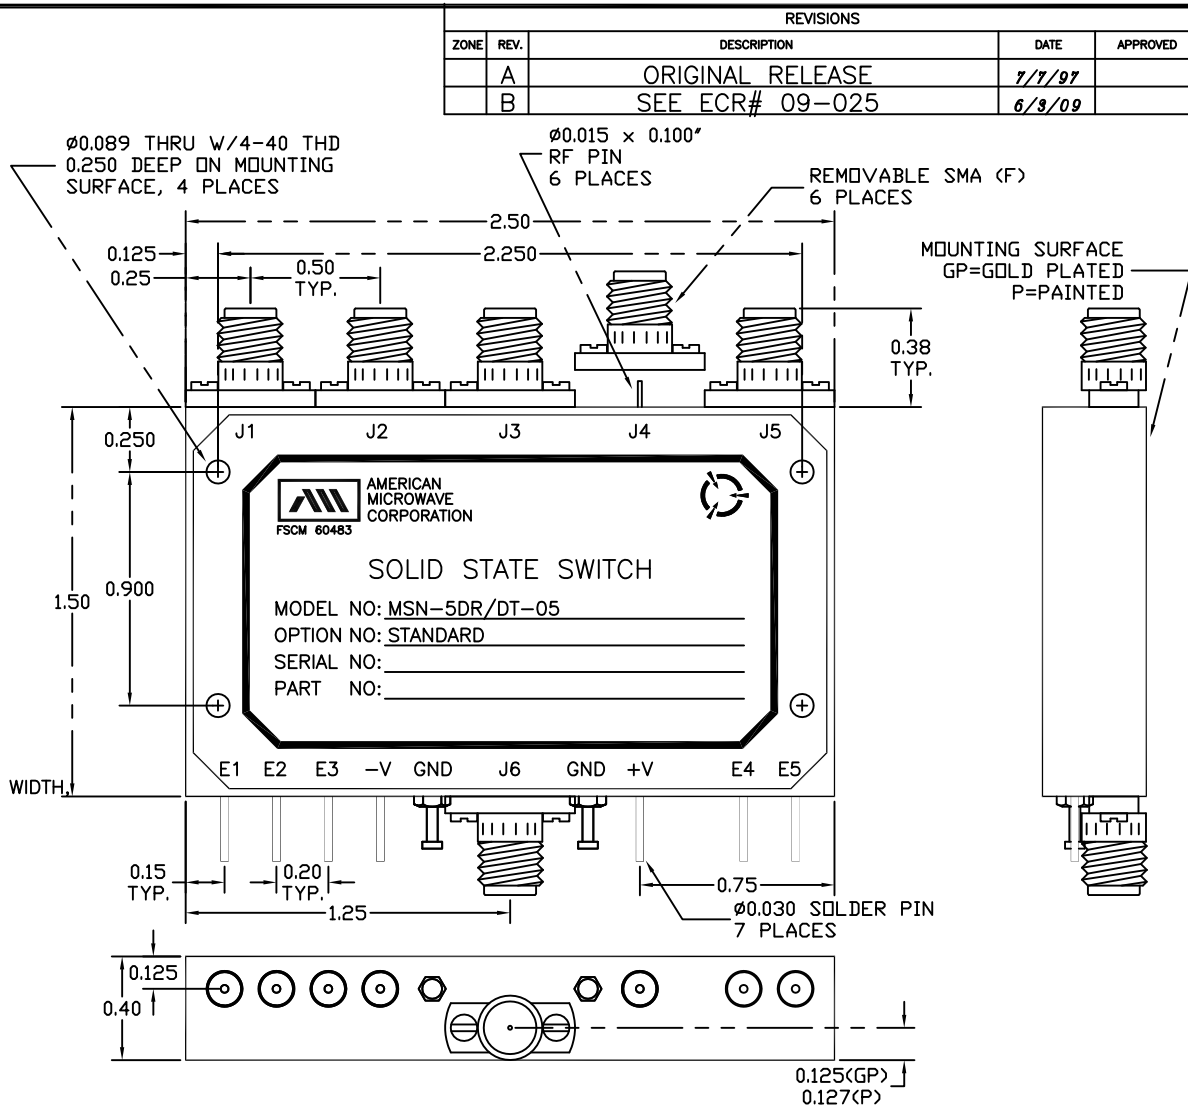 REVISIONS
ZONE REV. DESCRIPTION DATE APPROVED
A ORIGINAL RELEASE 7/7/97
B SEE ECR# 09-025 6/3/09
Ø0.089 THRU W/4-40 THD
0.250 DEEP ON MOUNTING
SURFACE, 4 PLACES
Ø0.015 x 0.100"
RF PIN
6 PLACES
REMOVABLE SMA (F)
6 PLACES
MOUNTING SURFACE
GP=GOLD PLATED
P=PAINTED
2.50
0.125
2.250
0.25
0.50
TYP.
0.38
TYP.
J1 J2 J3 J4 J5
0.250
0.900
1.50
AMERICAN
MICROWAVE
CORPORATION
FSCM 60483
SOLID STATE SWITCH
MODEL NO: MSN-5DR/DT-05
OPTION NO: STANDARD
SERIAL NO:
PART NO:
E1 E2 E3 -V GND J6 GND +V E4 E5
WIDTH,
0.15
TYP.
0.20
TYP.
0.75
1.25
Ø0.030 SOLDER PIN
7 PLACES
0.125
0.40
0.125(GP)
0.127(P)